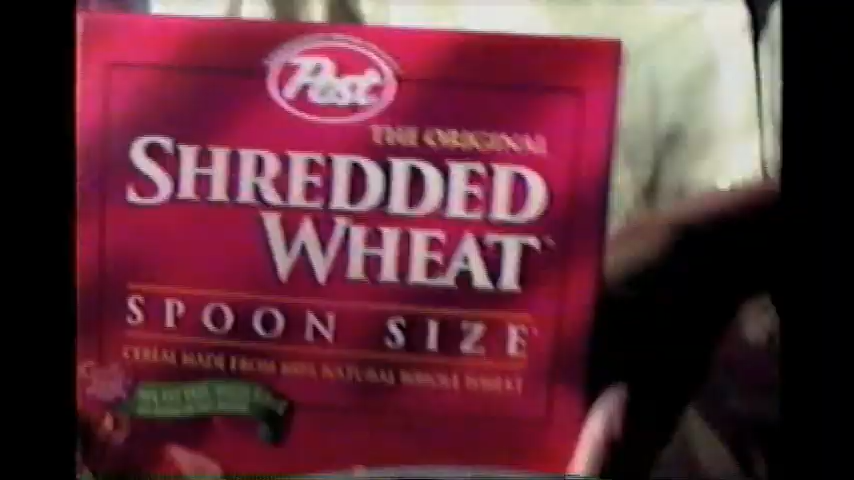 Post
THE ORIGINAL
SHREDDED
WHEAT
SPOON SIZE
CEREAL MADE FROM 100% NATURAL WHOLE WHEAT